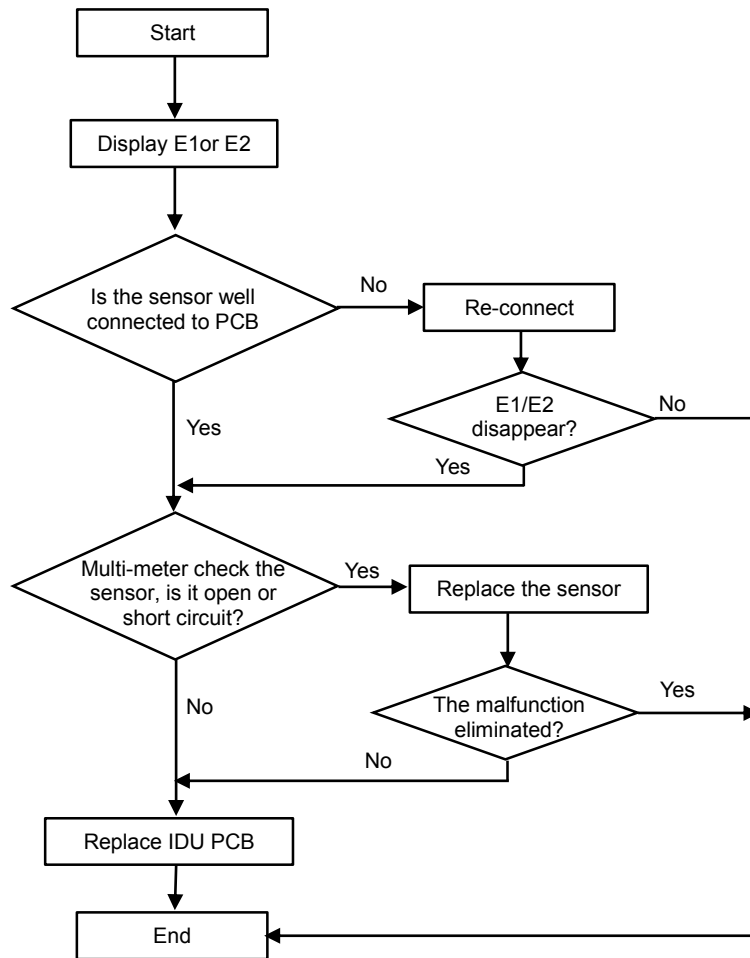 Start
Display E1or E2
Is the sensor well
connected to PCB
No
Re-connect
E1/E2
disappear?
No
Yes
Yes
Multi-meter check the
sensor, is it open or
short circuit?
Yes
Replace the sensor
The malfunction
eliminated?
Yes
No
No
Replace IDU PCB
End